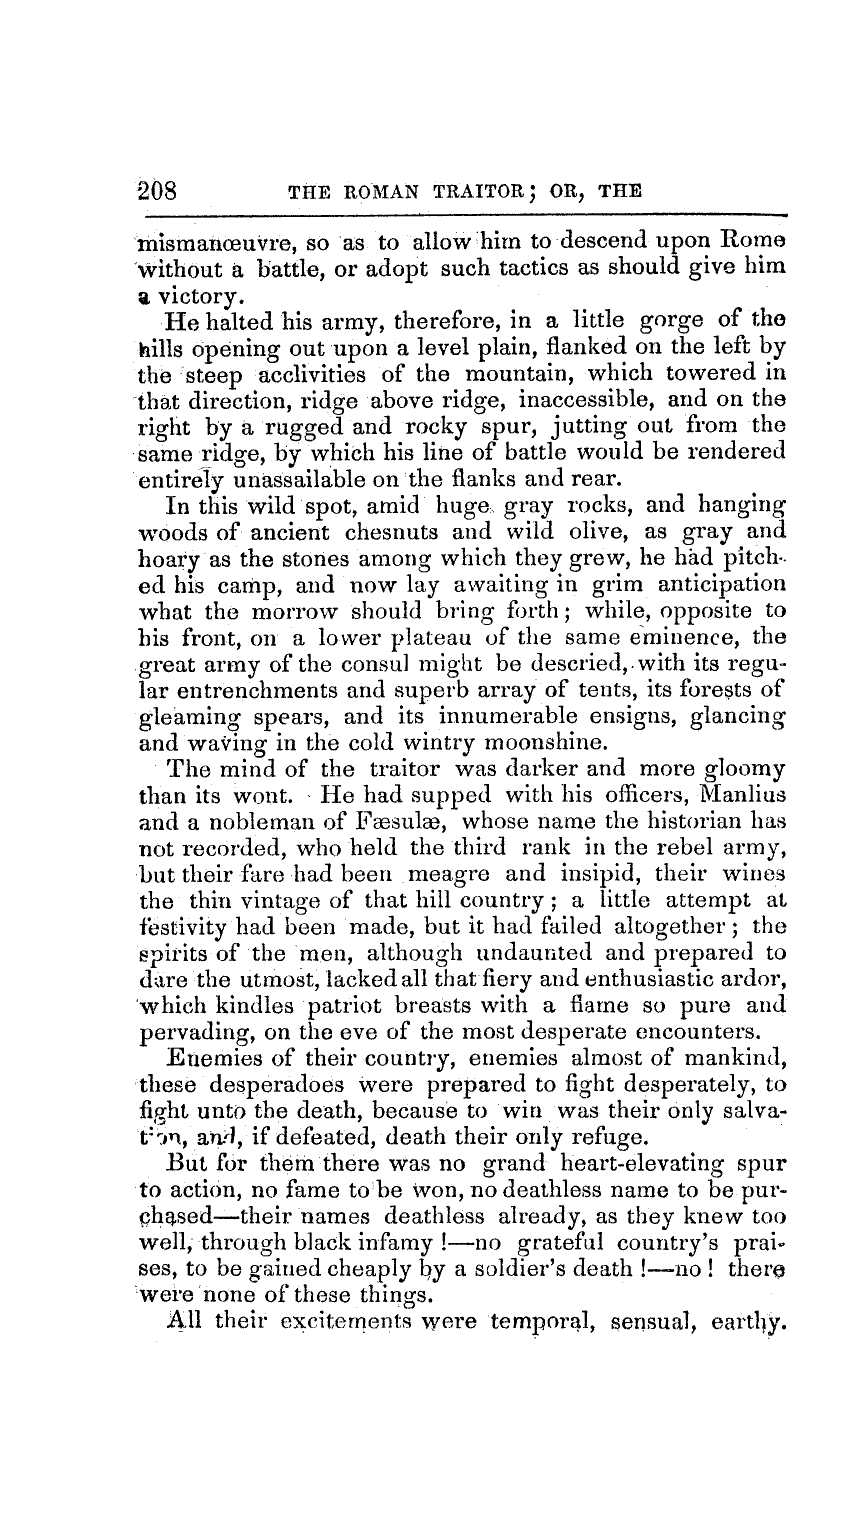 208 THE ROMAN TRAITOR; OR, THE
mismanœuvre, so as to allow him to descend upon Rome
without a battle, or adopt such tactics as should give him
a victory.
He halted his army, therefore, in a little gorge of the
hills opening out upon a level plain, flanked on the left by
the steep acclivities of the mountain, which towered in
that direction, ridge above ridge, inaccessible, and on the
right by a rugged and rocky spur, jutting out from the
same ridge, by which his line of battle would be rendered
entirely unassailable on the flanks and rear.
In this wild spot, amid huge gray rocks, and hanging
woods of ancient chesnuts and wild olive, as gray and
hoary as the stones among which they grew, he had pitch-
ed his camp, and now lay awaiting in grim anticipation
what the morrow should bring forth; while, opposite to
his front, on a lower plateau of the same eminence, the
great army of the consul might be descried, with its regu-
lar entrenchments and superb array of tents, its forests of
gleaming spears, and its innumerable ensigns, glancing
and waving in the cold wintry moonshine.
The mind of the traitor was darker and more gloomy
than its wont. He had supped with his officers, Manlius
and a nobleman of Fæsulæ, whose name the historian has
not recorded, who held the third rank in the rebel army,
but their fare had been meagre and insipid, their wines
the thin vintage of that hill country; a little attempt at
festivity had been made, but it had failed altogether; the
spirits of the men, although undaunted and prepared to
dare the utmost, lacked all that fiery and enthusiastic ardor,
which kindles patriot breasts with a flame so pure and
pervading, on the eve of the most desperate encounters.
Enemies of their country, enemies almost of mankind,
these desperadoes were prepared to fight desperately, to
fight unto the death, because to win was their only salva-
tion, and, if defeated, death their only refuge.
But for them there was no grand heart-elevating spur
to action, no fame to be won, no deathless name to be pur-
chased—their names deathless already, as they knew too
well, through black infamy!—no grateful country's prai-
ses, to be gained cheaply by a soldier's death!—no! there
were none of these things.
All their excitements were temporal, sensual, earthy.